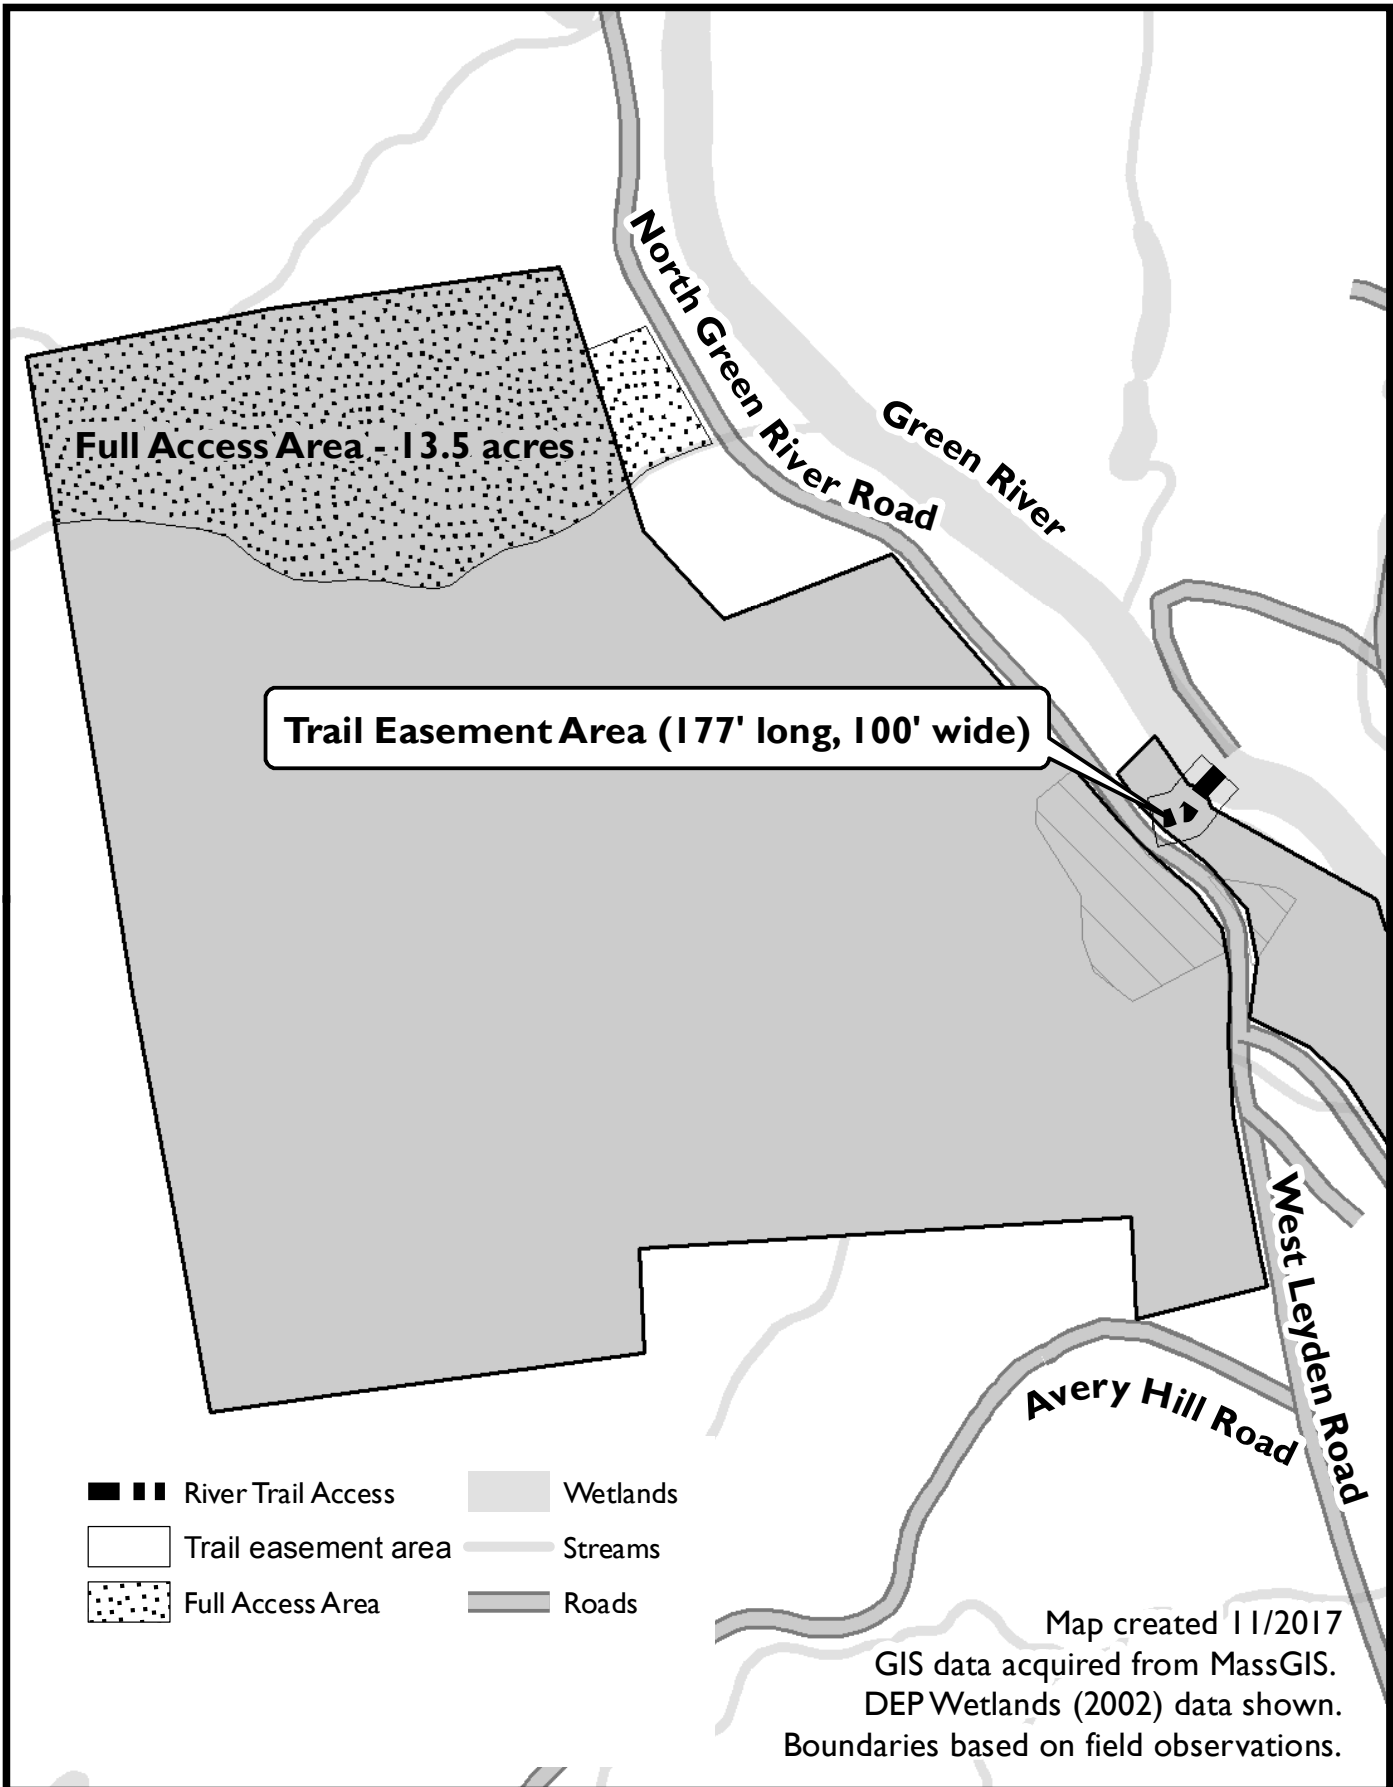 North Green River Road
Green River
Full Access Area - 13.5 acres
Trail Easement Area (177' long, 100' wide)
West Leyden Road
Avery Hill Road
River Trail Access
Wetlands
Trail easement area
Streams
Full Access Area
Roads
Map created 11/2017
GIS data acquired from MassGIS.
DEP Wetlands (2002) data shown.
Boundaries based on field observations.